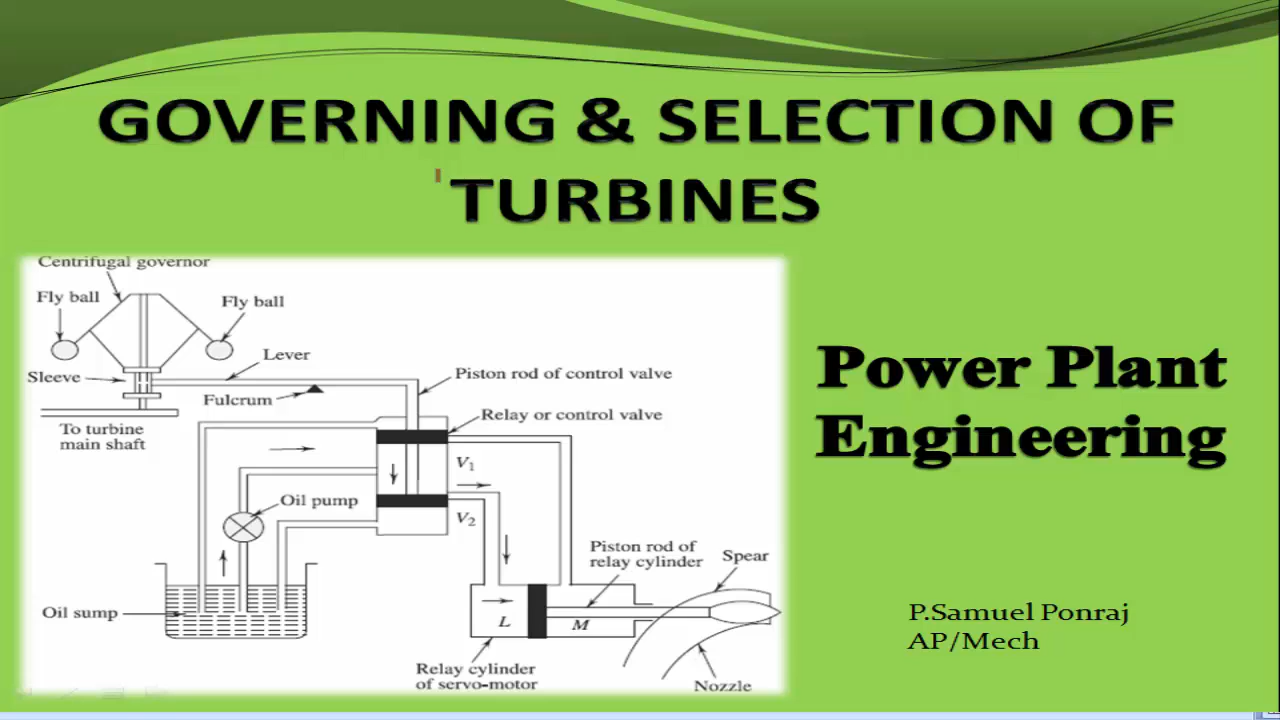 GOVERNING & SELECTION OF
TURBINES
Centrifugal governor
Fly ball
Fly ball
Lever
Sleeve
Piston rod of control valve
Fulcrum
Relay or control valve
To turbine
main shaft
V1
Oil pump
V2
Piston rod of
relay cylinder
Spear
Oil sump
L
M
Relay cylinder
of servo-motor
Nozzle
Power Plant
Engineering
P.Samuel Ponraj
AP/Mech